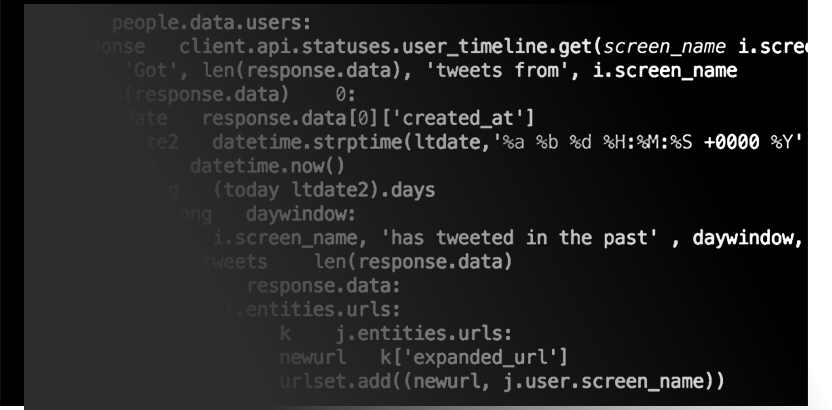 people.data.users:
onse client.api.statuses.user_timeline.get(screen_name i.scree
'Got', len(response.data), 'tweets from', i.screen_name
(response.data) 0:
date response.data[0]['created_at']
te2 datetime.strptime(ltdate,'%a %b %d %H:%M:%S +0000 %Y'
datetime.now()
g (today ltdate2).days
ong daywindow:
i.screen_name, 'has tweeted in the past' , daywindow,
tweets len(response.data)
response.data:
j.entities.urls:
k j.entities.urls:
newurl k['expanded_url']
urlset.add((newurl, j.user.screen_name))